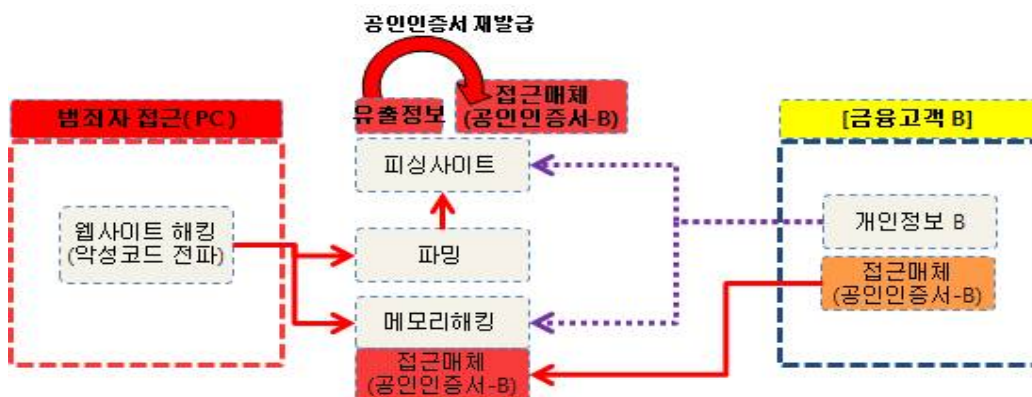 공인인증서 재발급
유출정보
접근매체
(공인인증서-B)
범죄자 접근(PC)
[금융고객 B]
피싱사이트
웹사이트 해킹
(악성코드 전파)
파밍
개인정보 B
접근매체
(공인인증서-B)
메모리해킹
접근매체
(공인인증서-B)